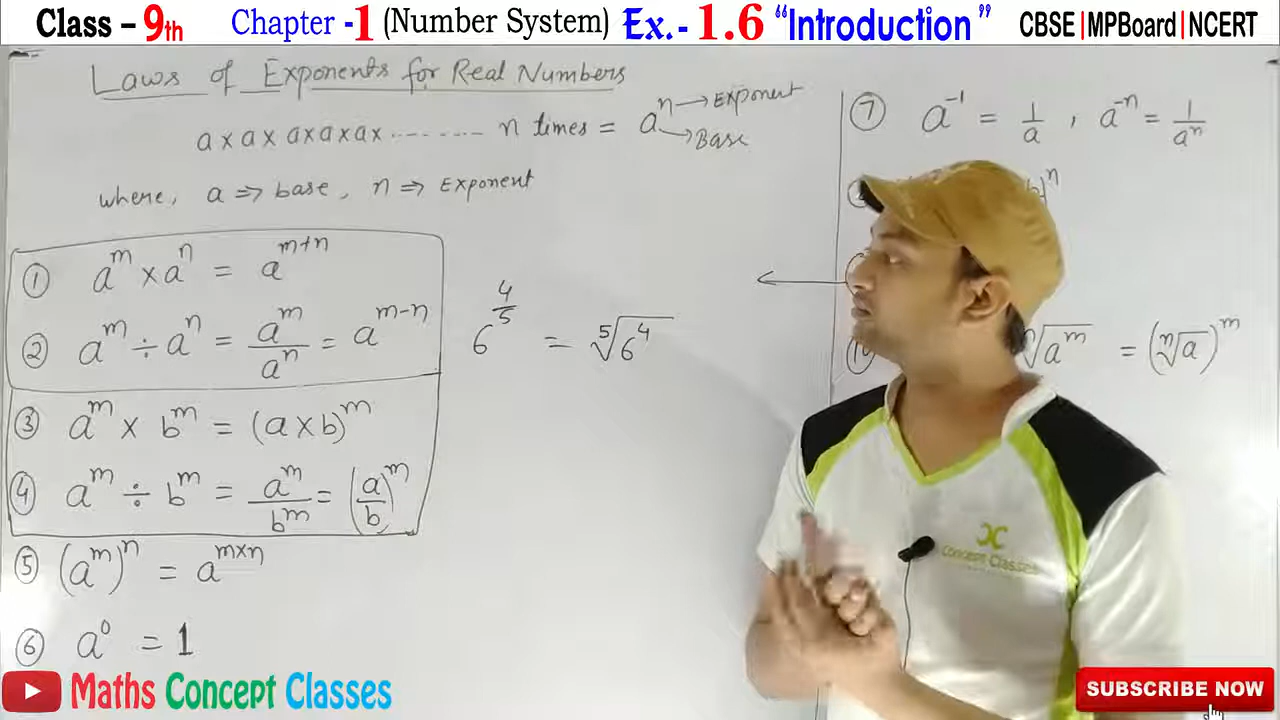 Class – 9th Chapter -1 (Number System) Ex.- 1.6 “Introduction” CBSE |MPBoard| NCERT
Laws of Exponents for Real Numbers
a × a × a × a × a × ......... n times = aⁿ → Exponent
→ Base
where, a ⇒ base, n ⇒ Exponent
① aᵐ × aⁿ = aᵐ⁺ⁿ
② aᵐ ÷ aⁿ = aᵐ/aⁿ = aᵐ⁻ⁿ
③ aᵐ × bᵐ = (a × b)ᵐ
④ aᵐ ÷ bᵐ = aᵐ/bᵐ = (a/b)ᵐ
⑤ (aᵐ)ⁿ = aᵐˣⁿ
⑥ a⁰ = 1
6^(4/5) = ⁵√6⁴
⑦ a⁻¹ = 1/a , a⁻ⁿ = 1/aⁿ
ⁿ√aᵐ = (ⁿ√a)ᵐ
Concept Classes
Maths Concept Classes
SUBSCRIBE NOW